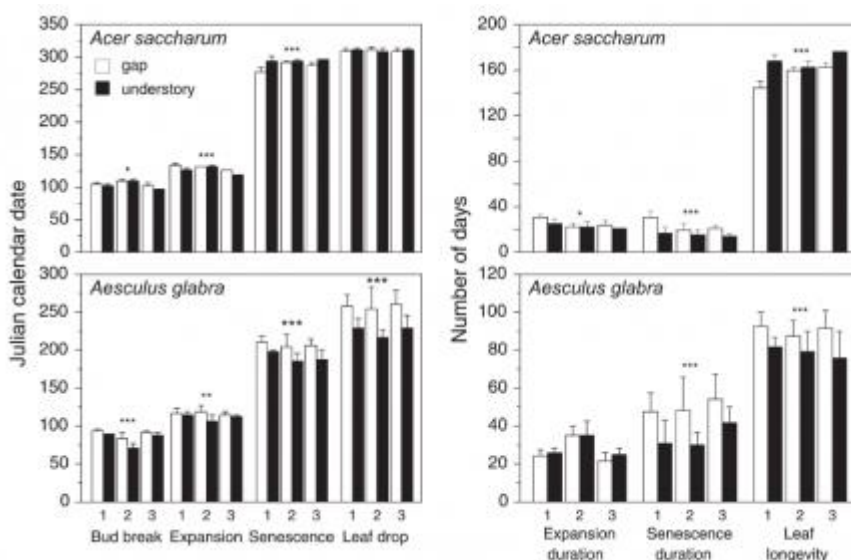 Acer saccharum
gap
understory
***
*
***
350
300
250
200
150
100
50
0
Aesculus glabra
***
***
***
**
300
250
200
150
100
50
0
Julian calendar date
1 2 3 1 2 3 1 2 3 1 2 3
Bud break Expansion Senescence Leaf drop
Acer saccharum
***
*
***
200
160
120
80
40
0
Aesculus glabra
***
***
120
100
80
60
40
20
0
Number of days
1 2 3 1 2 3 1 2 3
Expansion duration
Senescence duration
Leaf longevity